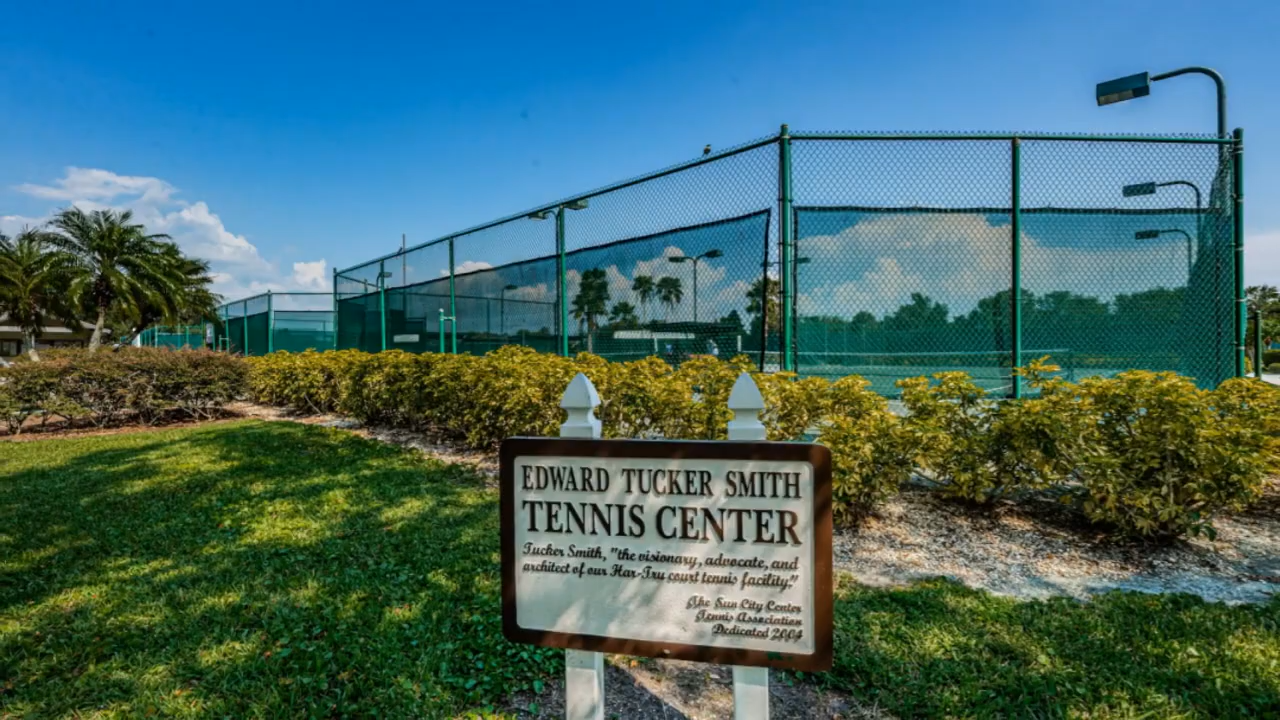 EDWARD TUCKER SMITH
TENNIS CENTER
Tucker Smith, "the visionary, advocate, and
architect of our Har-Tru court tennis facility."
The Sun City Center
Tennis Association
Dedicated 2004